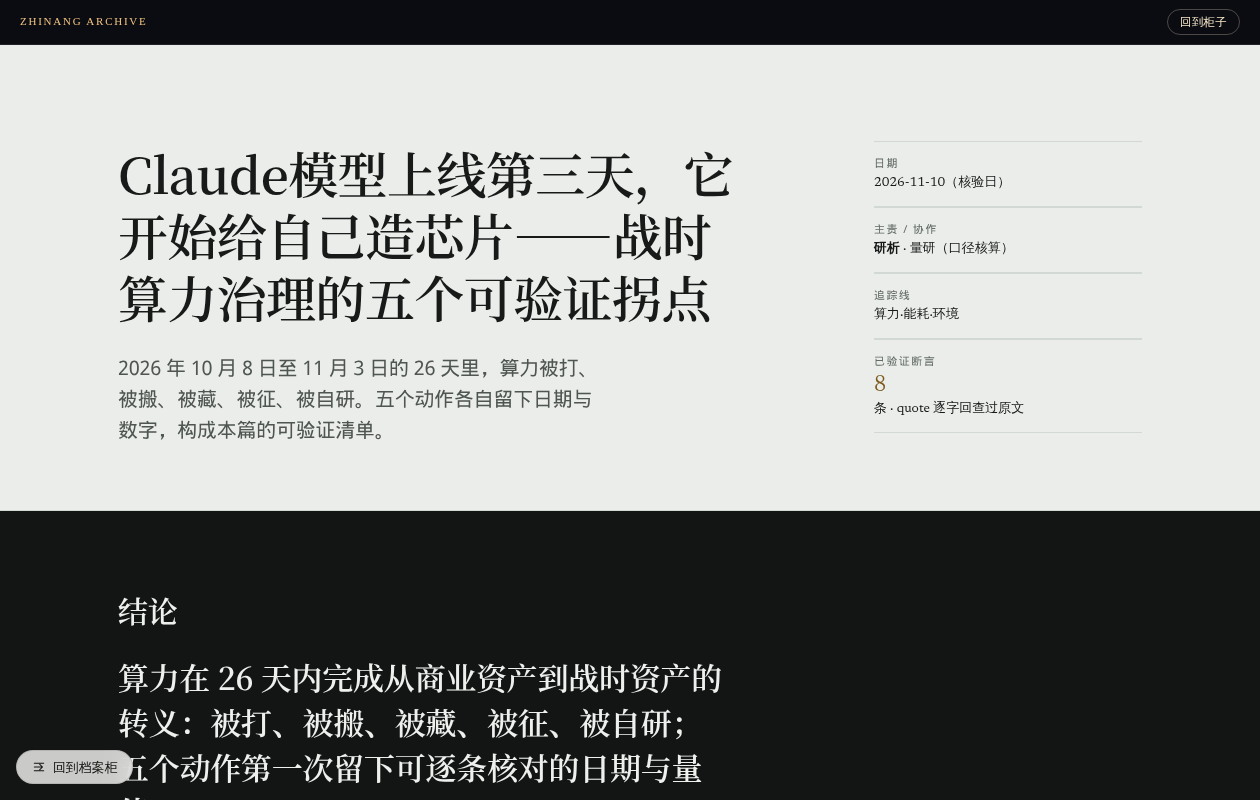 ZHINANG ARCHIVE
回到柜子
Claude模型上线第三天，它
开始给自己造芯片——战时
算力治理的五个可验证拐点
2026 年 10 月 8 日至 11 月 3 日的 26 天里，算力被打、
被搬、被藏、被征、被自研。五个动作各自留下日期与
数字，构成本篇的可验证清单。
日期
2026-11-10（核验日）
主责 / 协作
研析 · 量研（口径核算）
追踪线
算力·能耗·环境
已验证断言
8
条 · quote 逐字回查过原文
结论
算力在 26 天内完成从商业资产到战时资产的
转义：被打、被搬、被藏、被征、被自研；
五个动作第一次留下可逐条核对的日期与量
回到档案柜